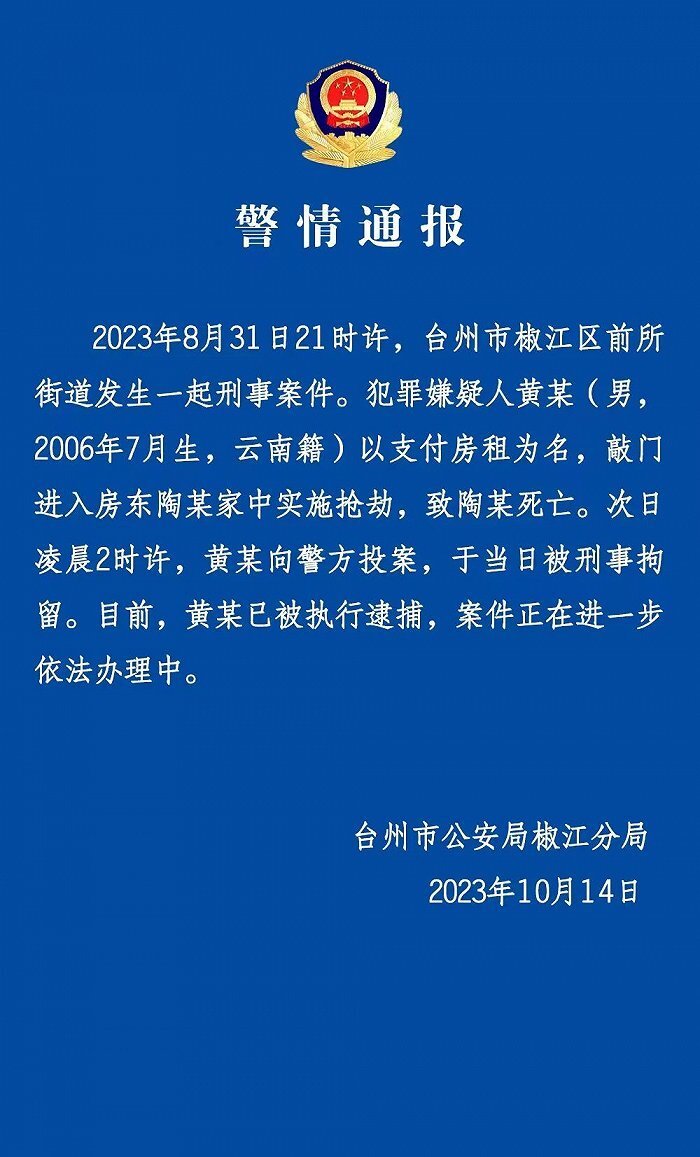 警情通报
2023年8月31日21时许，台州市椒江区前所
街道发生一起刑事案件。犯罪嫌疑人黄某（男，
2006年7月生，云南籍）以支付房租为名，敲门
进入房东陶某家中实施抢劫，致陶某死亡。次日
凌晨2时许，黄某向警方投案，于当日被刑事拘
留。目前，黄某已被执行逮捕，案件正在进一步
依法办理中。
台州市公安局椒江分局
2023年10月14日